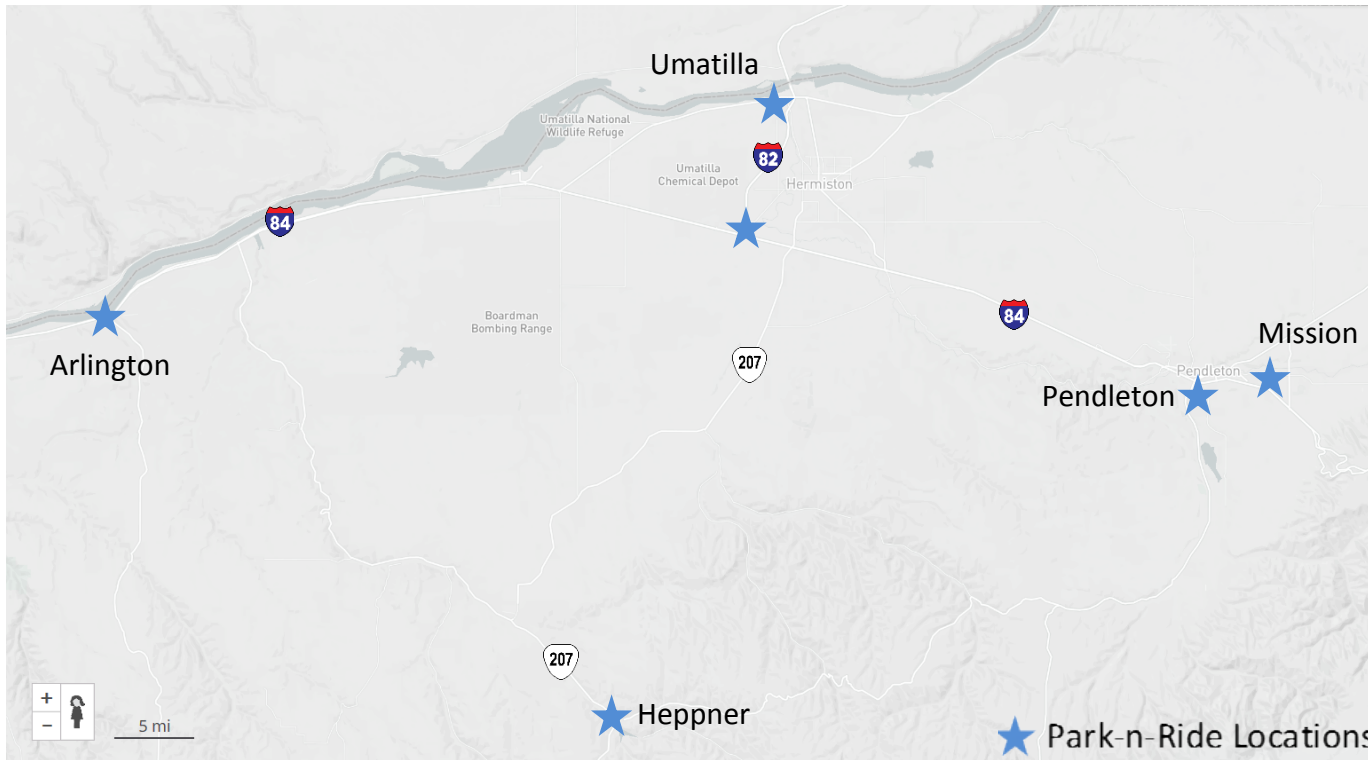 Umatilla
Umatilla National
Wildlife Refuge
82
Umatilla
Chemical Depot
Hermiston
84
84
Boardman
Bombing Range
Mission
Arlington
207
Pendleton
Pendleton
207
+
−
5 mi
Heppner
Park-n-Ride Locations